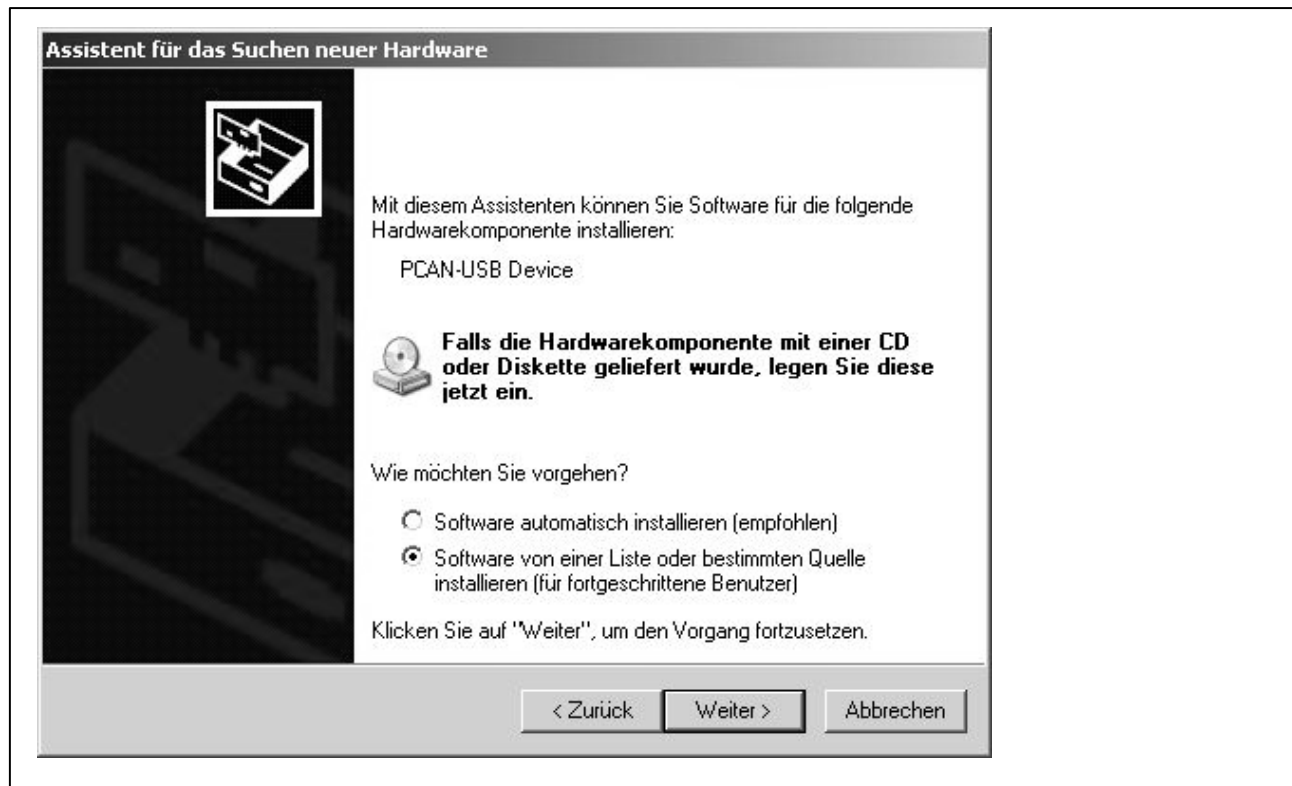 Assistent für das Suchen neuer Hardware
Mit diesem Assistenten können Sie Software für die folgende
Hardwarekomponente installieren:
PCAN-USB Device
Falls die Hardwarekomponente mit einer CD
oder Diskette geliefert wurde, legen Sie diese
jetzt ein.
Wie möchten Sie vorgehen?
Software automatisch installieren (empfohlen)
Software von einer Liste oder bestimmten Quelle
installieren (für fortgeschrittene Benutzer)
Klicken Sie auf "Weiter", um den Vorgang fortzusetzen.
< Zurück Weiter > Abbrechen